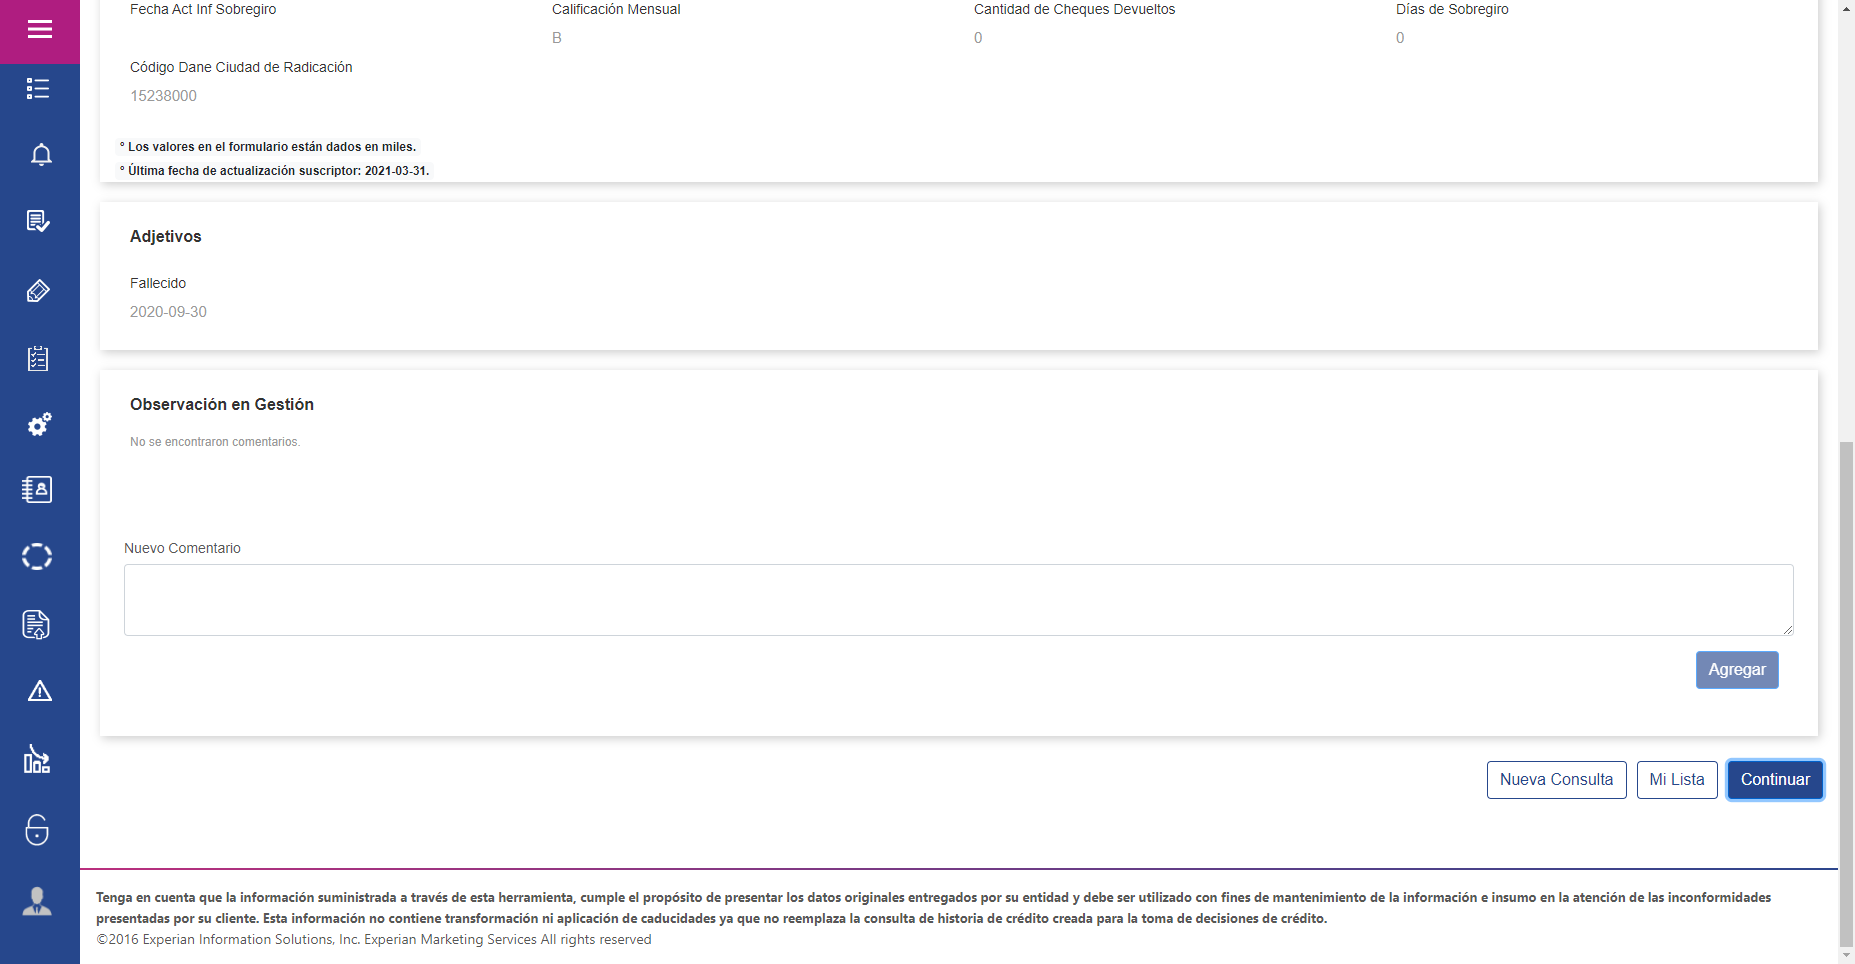 Fecha Act Inf Sobregiro
Calificación Mensual
Cantidad de Cheques Devueltos
Días de Sobregiro
B
0
0
Código Dane Ciudad de Radicación
15238000
° Los valores en el formulario están dados en miles.
° Última fecha de actualización suscriptor: 2021-03-31.
Adjetivos
Fallecido
2020-09-30
Observación en Gestión
No se encontraron comentarios.
Nuevo Comentario
Agregar
Nueva Consulta
Mi Lista
Continuar
Tenga en cuenta que la información suministrada a través de esta herramienta, cumple el propósito de presentar los datos originales entregados por su entidad y debe ser utilizado con fines de mantenimiento de la información e insumo en la atención de las inconformidades
presentadas por su cliente. Esta información no contiene transformación ni aplicación de caducidades ya que no reemplaza la consulta de historia de crédito creada para la toma de decisiones de crédito.
©2016 Experian Information Solutions, Inc. Experian Marketing Services All rights reserved